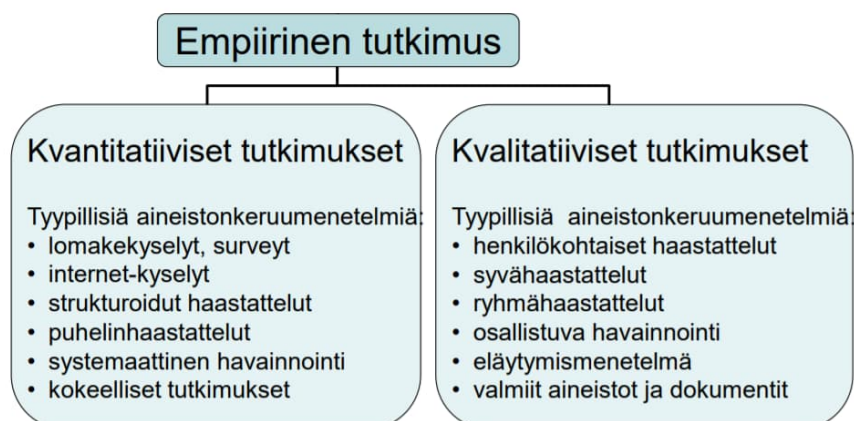 Empiirinen tutkimus
Kvantitatiiviset tutkimukset
Tyypillisiä aineistonkeruumenetelmiä:
• lomakekyselyt, surveyt
• internet-kyselyt
• strukturoidut haastattelut
• puhelinhaastattelut
• systemaattinen havainnointi
• kokeelliset tutkimukset
Kvalitatiiviset tutkimukset
Tyypillisiä aineistonkeruumenetelmiä:
• henkilökohtaiset haastattelut
• syvähaastattelut
• ryhmähaastattelut
• osallistuva havainnointi
• eläytymismenetelmä
• valmiit aineistot ja dokumentit